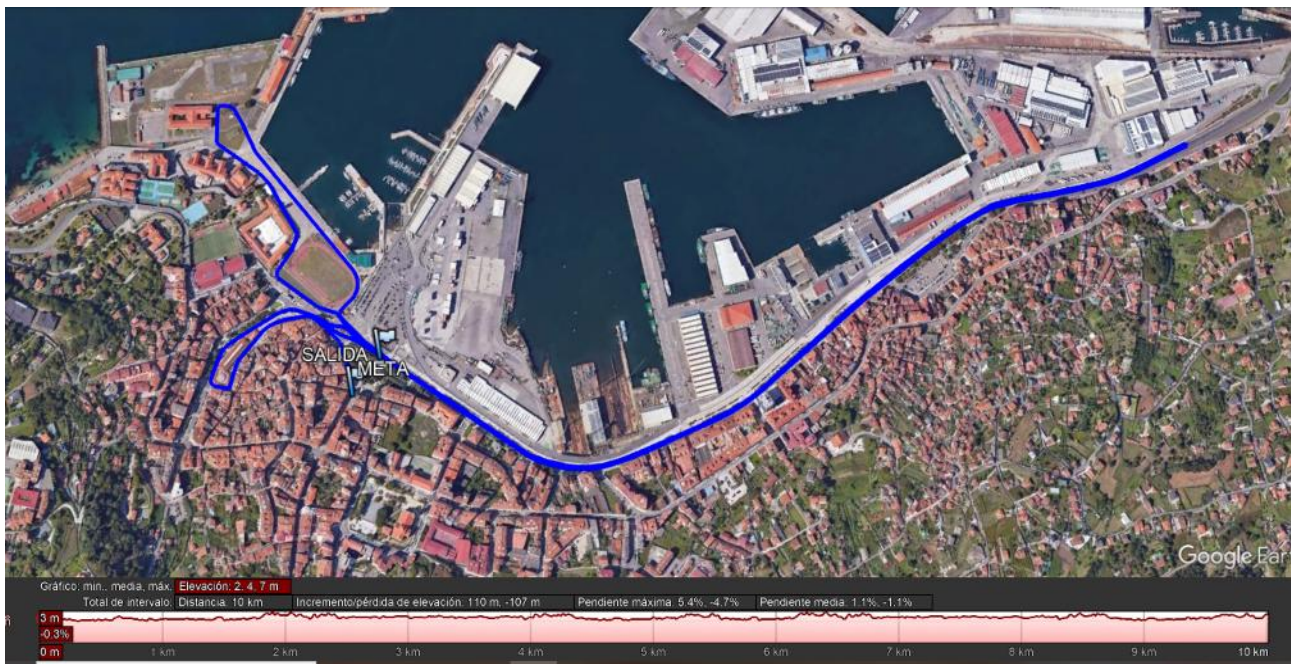 SALIDA
META
Google Ear
Gráfico: min., media, máx. Elevación: 2, 4, 7 m
Total de intervalo: Distancia: 10 km Incremento/pérdida de elevación: 110 m, -107 m Pendiente máxima: 5.4%, -4.7% Pendiente media: 1.1%, -1.1%
3 m
-0.3%
0 m 1 km 2 km 3 km 4 km 5 km 6 km 7 km 8 km 9 km 10 km